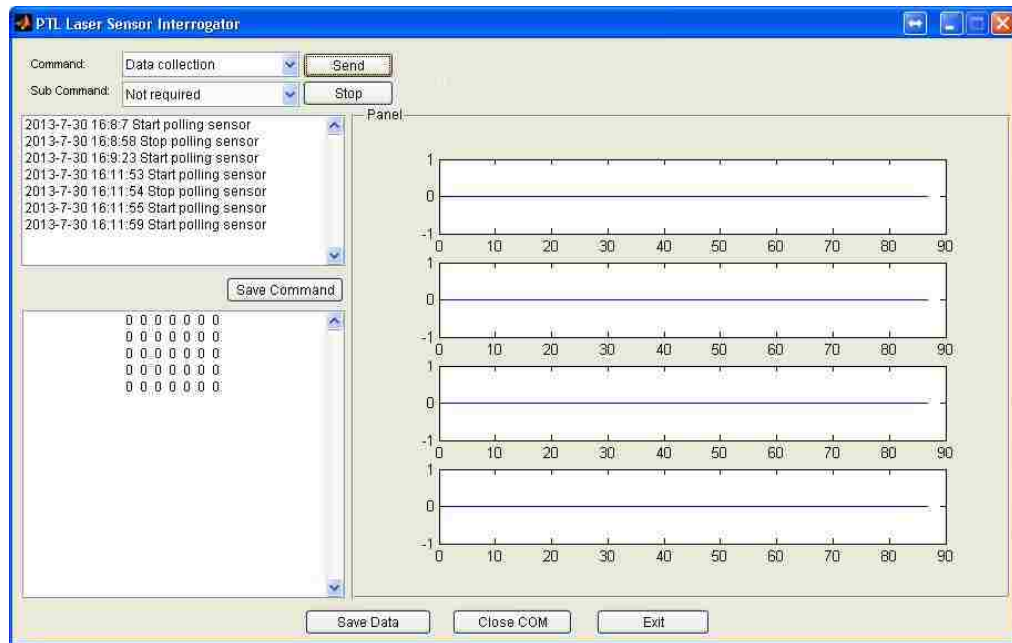 PTL Laser Sensor Interrogator
Command: Data collection Send
Sub Command: Not required Stop
2013-7-30 16:8:7 Start polling sensor
2013-7-30 16:8:58 Stop polling sensor
2013-7-30 16:9:23 Start polling sensor
2013-7-30 16:11:53 Start polling sensor
2013-7-30 16:11:54 Stop polling sensor
2013-7-30 16:11:55 Start polling sensor
2013-7-30 16:11:59 Start polling sensor
Save Command
0 0 0 0 0 0 0
0 0 0 0 0 0 0
0 0 0 0 0 0 0
0 0 0 0 0 0 0
0 0 0 0 0 0 0
Panel
1
0
-1
0 10 20 30 40 50 60 70 80 90
1
0
-1
0 10 20 30 40 50 60 70 80 90
1
0
-1
0 10 20 30 40 50 60 70 80 90
1
0
-1
0 10 20 30 40 50 60 70 80 90
Save Data Close COM Exit